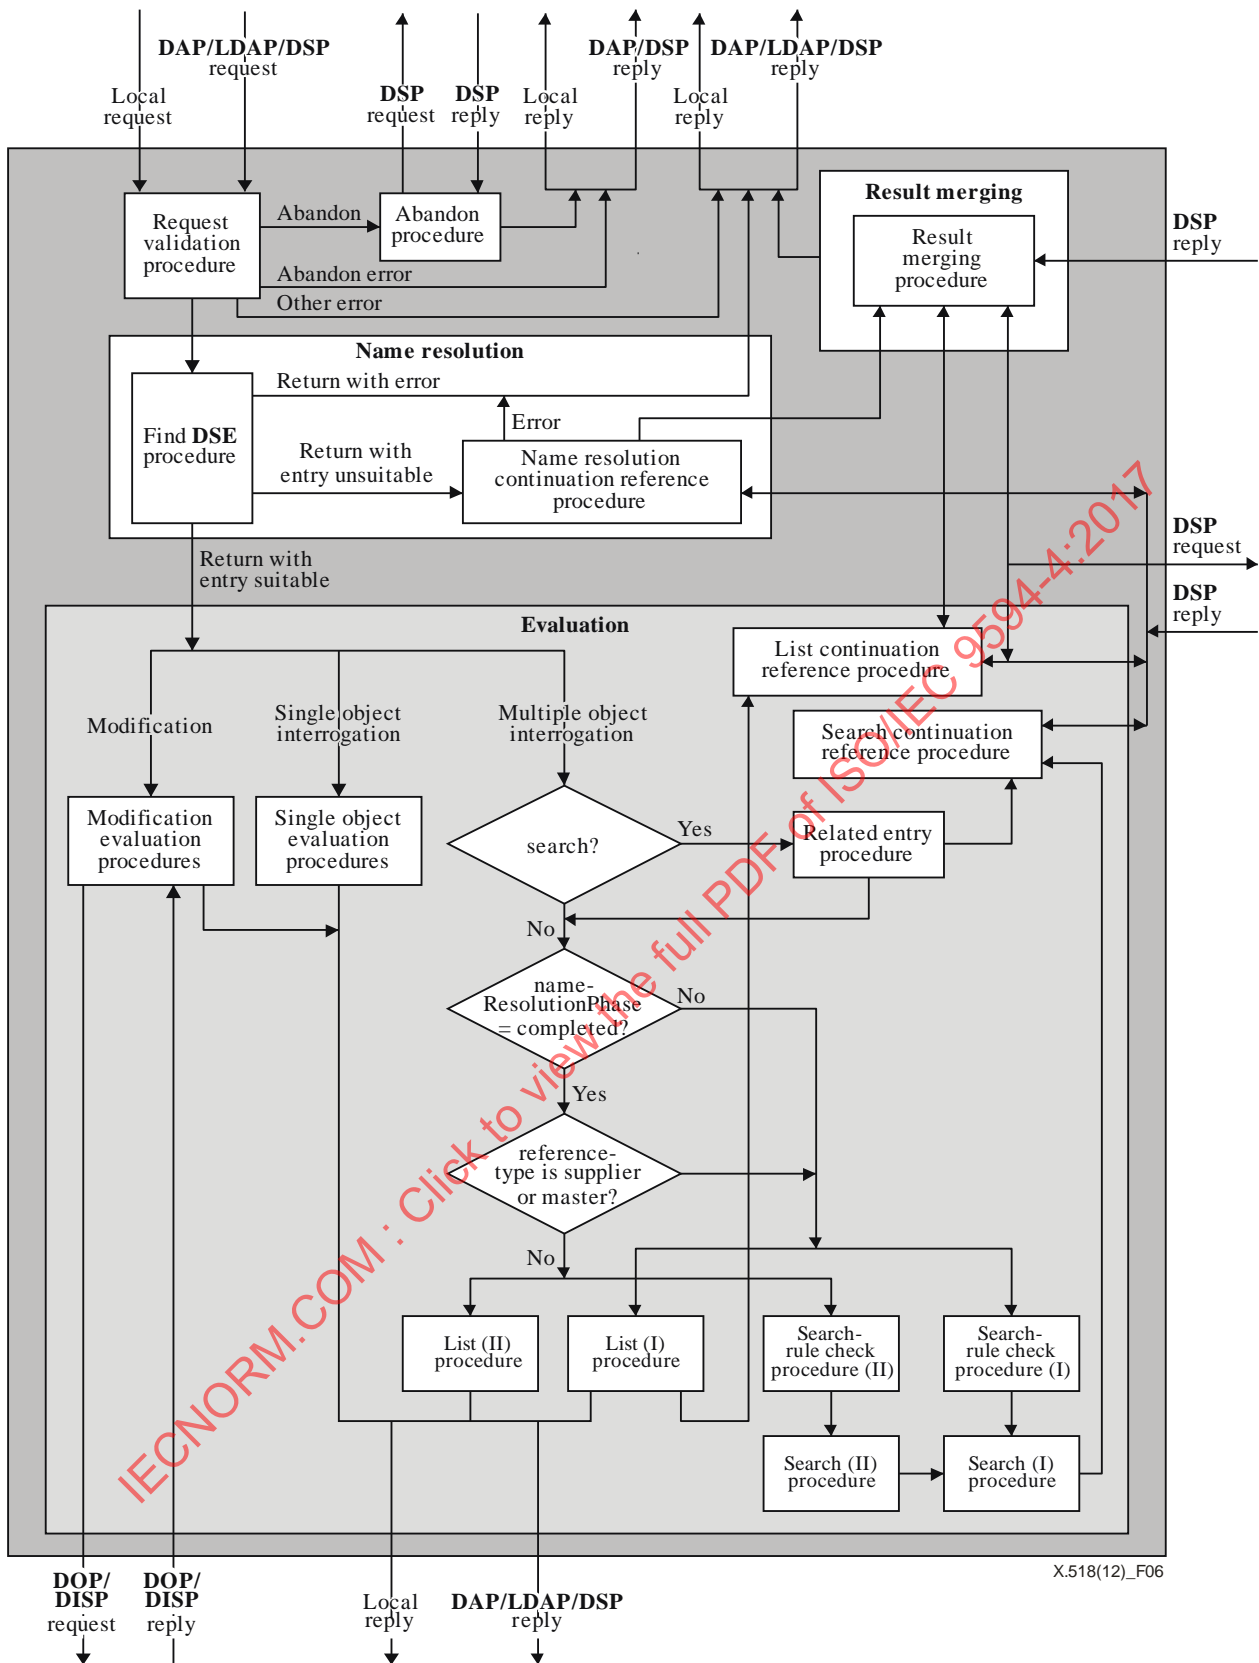 DAP/LDAP/DSP
request
Local
request
DSP
request
DSP
reply
Local
reply
DAP/DSP
reply
Local
reply
DAP/LDAP/DSP
reply
Request
validation
procedure
Abandon
Abandon
procedure
Abandon error
Other error
Result merging
Result
merging
procedure
DSP
reply
Name resolution
Return with error
Find DSE
procedure
Error
Return with
entry unsuitable
Name resolution
continuation reference
procedure
Return with
entry suitable
DSP
request
DSP
reply
Evaluation
List continuation
reference procedure
Modification
Single object
interrogation
Multiple object
interrogation
Search continuation
reference procedure
Modification
evaluation
procedures
Single object
evaluation
procedures
search?
Yes
Related entry
procedure
No
name-
ResolutionPhase
= completed?
No
Yes
reference-
type is supplier
or master?
No
List (II)
procedure
List (I)
procedure
Search-
rule check
procedure (II)
Search-
rule check
procedure (I)
Search (II)
procedure
Search (I)
procedure
X.518(12)_F06
DOP/
DISP
request
DOP/
DISP
reply
Local
reply
DAP/LDAP/DSP
reply
IECNORM.COM : Click to view the full PDF of ISO/IEC 9594-4:2017